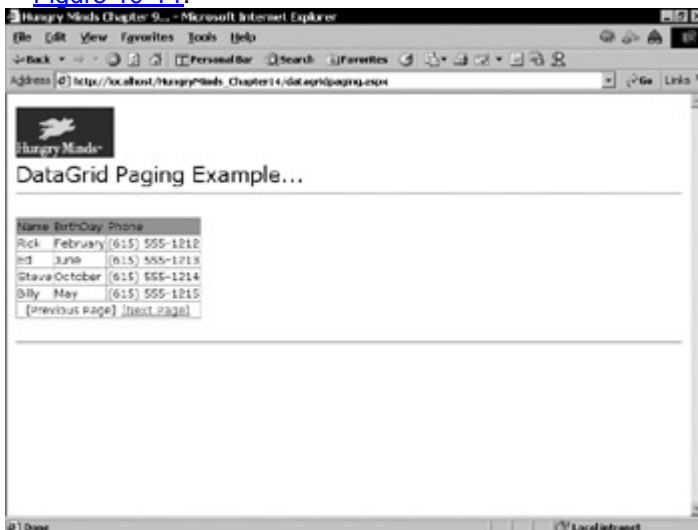 Figure 10-14.
Hungry Minds Chapter 9... - Microsoft Internet Explorer
File Edit View Favorites Tools Help
Back Personal Bar Search Favorites
Address http://localhost/HungryMinds_Chapter14/datagridpaging.aspx Go Links
Hungry Minds
DataGrid Paging Example...
Name BirthDay Phone
Rick February (615) 555-1212
Ed June (615) 555-1213
Steve October (615) 555-1214
Billy May (615) 555-1215
[Previous Page] [Next Page]
Done Local intranet